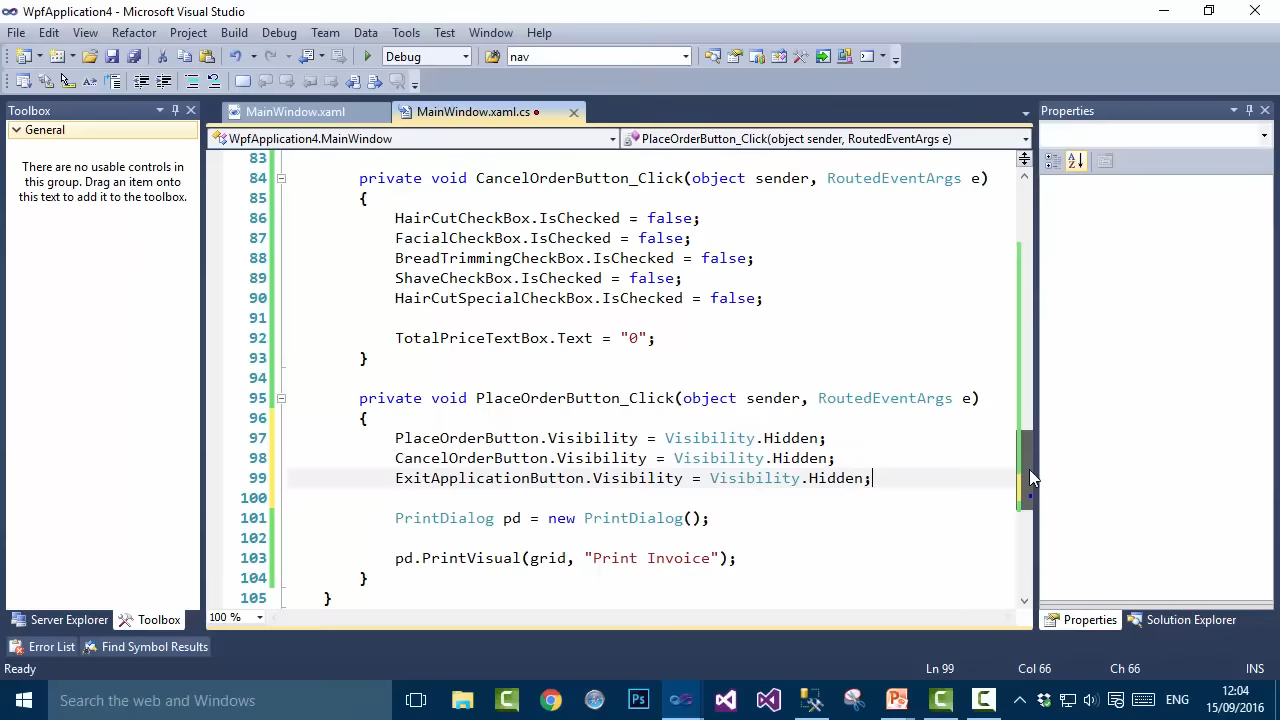 WpfApplication4 - Microsoft Visual Studio
File Edit View Refactor Project Build Debug Team Data Tools Test Window Help
Debug nav
Toolbox MainWindow.xaml MainWindow.xaml.cs Properties
General WpfApplication4.MainWindow PlaceOrderButton_Click(object sender, RoutedEventArgs e)
There are no usable controls in this group. Drag an item onto this text to add it to the toolbox.
83
84 private void CancelOrderButton_Click(object sender, RoutedEventArgs e)
85 {
86 HairCutCheckBox.IsChecked = false;
87 FacialCheckBox.IsChecked = false;
88 BreadTrimmingCheckBox.IsChecked = false;
89 ShaveCheckBox.IsChecked = false;
90 HairCutSpecialCheckBox.IsChecked = false;
91
92 TotalPriceTextBox.Text = "0";
93 }
94
95 private void PlaceOrderButton_Click(object sender, RoutedEventArgs e)
96 {
97 PlaceOrderButton.Visibility = Visibility.Hidden;
98 CancelOrderButton.Visibility = Visibility.Hidden;
99 ExitApplicationButton.Visibility = Visibility.Hidden;
100
101 PrintDialog pd = new PrintDialog();
102
103 pd.PrintVisual(grid, "Print Invoice");
104 }
105 }
100 %
Server Explorer Toolbox Properties Solution Explorer
Error List Find Symbol Results
Ready Ln 99 Col 66 Ch 66 INS
Search the web and Windows ENG 12:04
15/09/2016